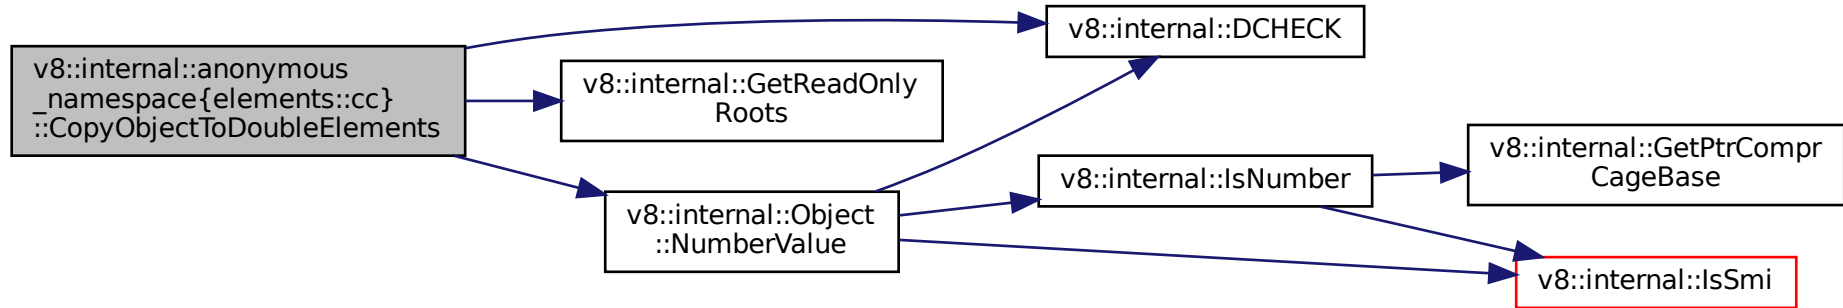 v8::internal::anonymous
_namespace{elements::cc}
::CopyObjectToDoubleElements
v8::internal::DCHECK
v8::internal::GetReadOnly
Roots
v8::internal::Object
::NumberValue
v8::internal::IsNumber
v8::internal::GetPtrCompr
CageBase
v8::internal::IsSmi